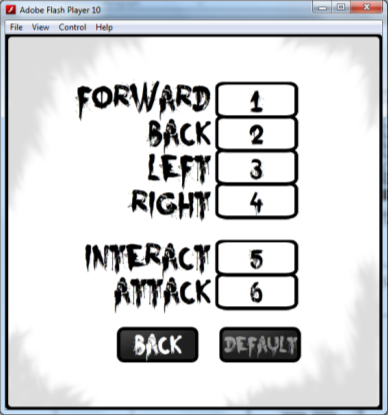 Adobe Flash Player 10
File View Control Help
FORWARD 1
BACK 2
LEFT 3
RIGHT 4
INTERACT 5
ATTACK 6
BACK DEFAULT